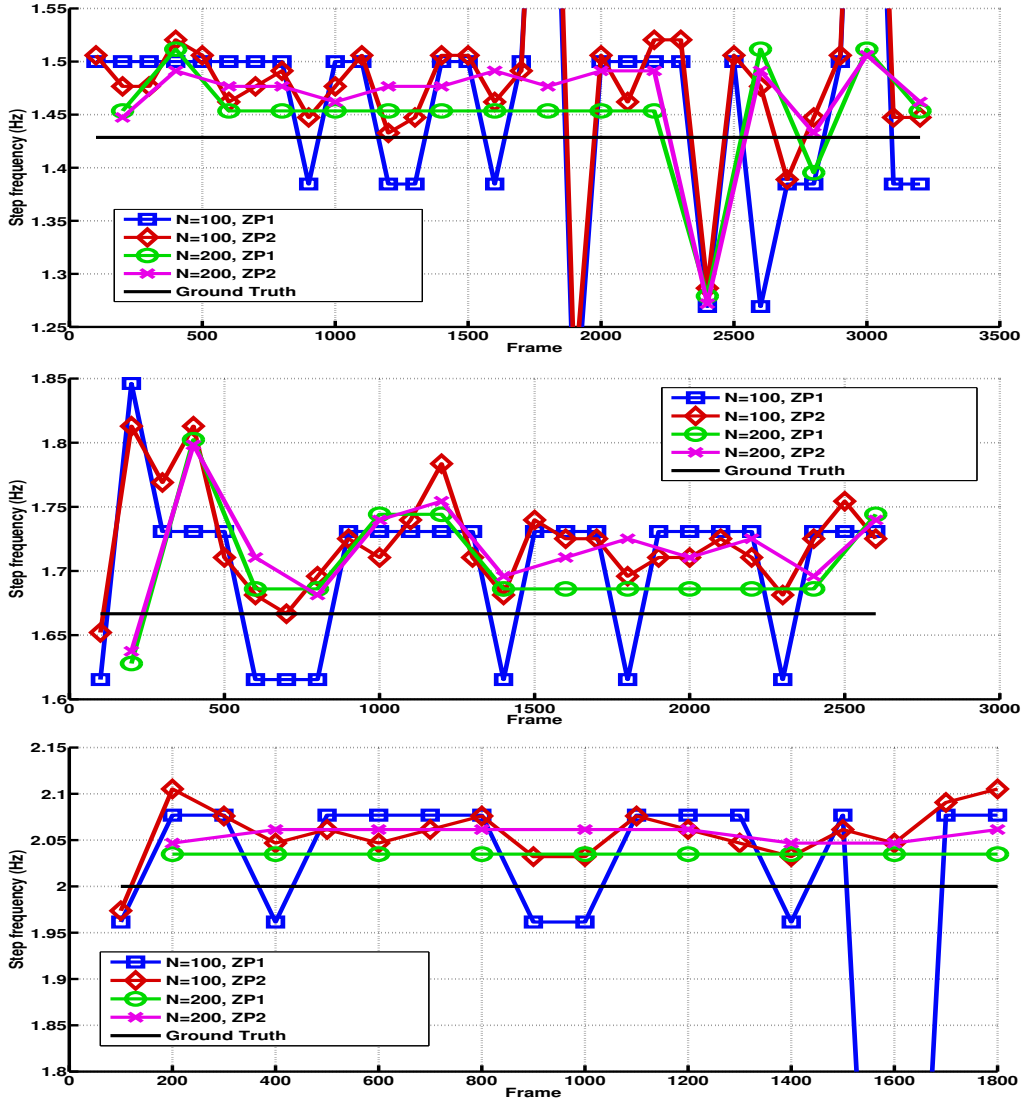 1.55
1.5
1.45
1.4
1.35
1.3
1.25
Step frequency (Hz)
N=100, ZP1
N=100, ZP2
N=200, ZP1
N=200, ZP2
Ground Truth
0 500 1000 1500 2000 2500 3000 3500
Frame
1.85
1.8
1.75
1.7
1.65
1.6
Step frequency (Hz)
N=100, ZP1
N=100, ZP2
N=200, ZP1
N=200, ZP2
Ground Truth
0 500 1000 1500 2000 2500 3000
Frame
2.15
2.1
2.05
2
1.95
1.9
1.85
1.8
Step frequency (Hz)
N=100, ZP1
N=100, ZP2
N=200, ZP1
N=200, ZP2
Ground Truth
0 200 400 600 800 1000 1200 1400 1600 1800
Frame